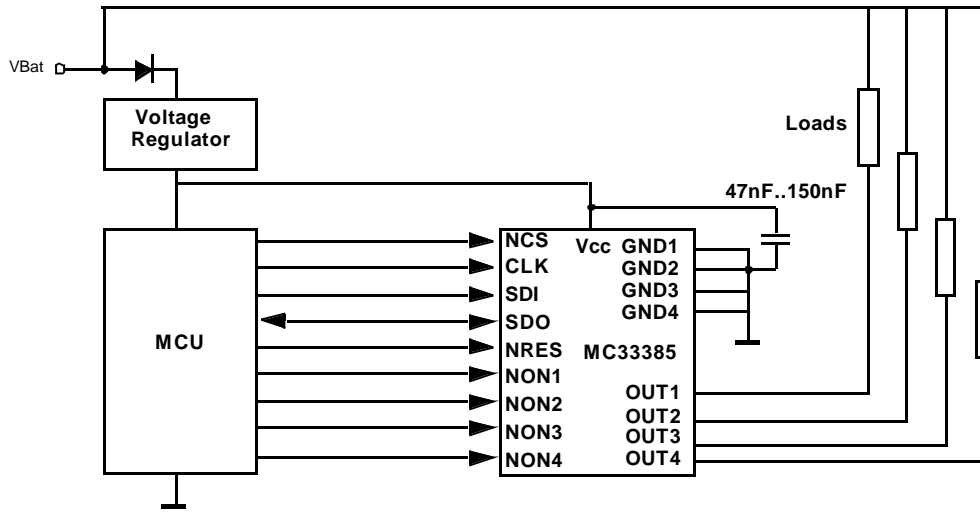 VBat
Voltage
Regulator
Loads
47nF..150nF
MCU
NCS
CLK
SDI
SDO
NRES
NON1
NON2
NON3
NON4
Vcc
GND1
GND2
GND3
GND4
MC33385
OUT1
OUT2
OUT3
OUT4